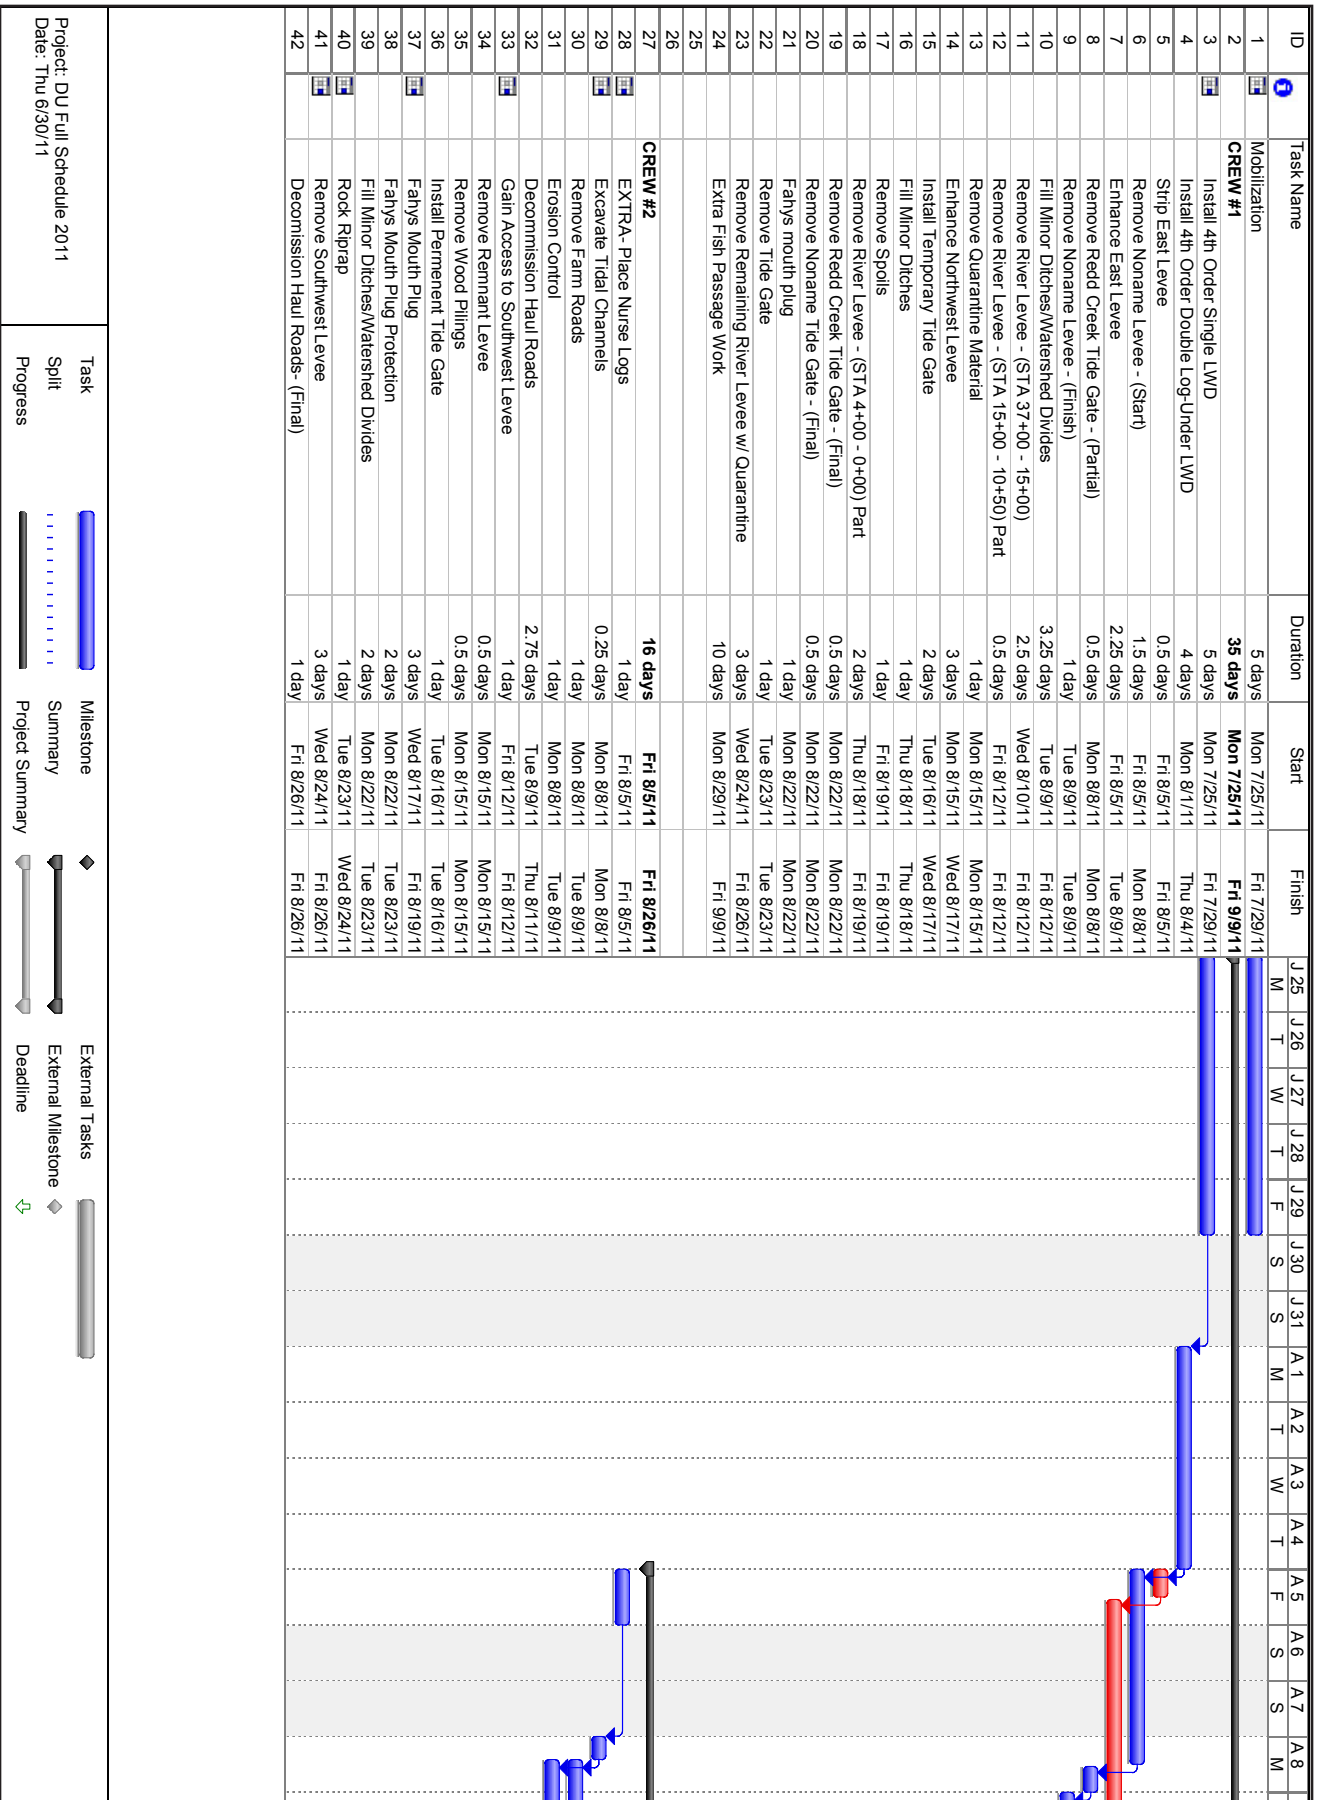 ID Task Name Duration Start Finish
J 25 J 26 J 27 J 28 J 29 J 30 J 31 A 1 A 2 A 3 A 4 A 5 A 6 A 7 A 8
M T W T F S S M T W T F S S M
1 Mobilization 5 days Mon 7/25/11 Fri 7/29/11
2 CREW #1 35 days Mon 7/25/11 Fri 9/9/11
3 Install 4th Order Single LWD 5 days Mon 7/25/11 Fri 7/29/11
4 Install 4th Order Double Log-Under LWD 4 days Mon 8/1/11 Thu 8/4/11
5 Strip East Levee 0.5 days Fri 8/5/11 Fri 8/5/11
6 Remove Noname Levee - (Start) 1.5 days Fri 8/5/11 Mon 8/8/11
7 Enhance East Levee 2.25 days Fri 8/5/11 Tue 8/9/11
8 Remove Redd Creek Tide Gate - (Partial) 0.5 days Mon 8/8/11 Mon 8/8/11
9 Remove Noname Levee - (Finish) 1 day Tue 8/9/11 Tue 8/9/11
10 Fill Minor Ditches/Watershed Divides 3.25 days Tue 8/9/11 Fri 8/12/11
11 Remove River Levee - (STA 37+00 - 15+00) 2.5 days Wed 8/10/11 Fri 8/12/11
12 Remove River Levee - (STA 15+00 - 10+50) Part 0.5 days Fri 8/12/11 Fri 8/12/11
13 Remove Quarantine Material 1 day Mon 8/15/11 Mon 8/15/11
14 Enhance Northwest Levee 3 days Mon 8/15/11 Wed 8/17/11
15 Install Temporary Tide Gate 2 days Tue 8/16/11 Wed 8/17/11
16 Fill Minor Ditches 1 day Thu 8/18/11 Thu 8/18/11
17 Remove Spoils 1 day Fri 8/19/11 Fri 8/19/11
18 Remove River Levee - (STA 4+00 - 0+00) Part 2 days Thu 8/18/11 Fri 8/19/11
19 Remove Redd Creek Tide Gate - (Final) 0.5 days Mon 8/22/11 Mon 8/22/11
20 Remove Noname Tide Gate - (Final) 0.5 days Mon 8/22/11 Mon 8/22/11
21 Fahys mouth plug 1 day Mon 8/22/11 Mon 8/22/11
22 Remove Tide Gate 1 day Tue 8/23/11 Tue 8/23/11
23 Remove Remaining River Levee w/ Quarantine 3 days Wed 8/24/11 Fri 8/26/11
24 Extra Fish Passage Work 10 days Mon 8/29/11 Fri 9/9/11
25
26
27 CREW #2 16 days Fri 8/5/11 Fri 8/26/11
28 EXTRA- Place Nurse Logs 1 day Fri 8/5/11 Fri 8/5/11
29 Excavate Tidal Channels 0.25 days Mon 8/8/11 Mon 8/8/11
30 Remove Farm Roads 1 day Mon 8/8/11 Tue 8/9/11
31 Erosion Control 1 day Mon 8/8/11 Tue 8/9/11
32 Decommission Haul Roads 2.75 days Tue 8/9/11 Thu 8/11/11
33 Gain Access to Southwest Levee 1 day Fri 8/12/11 Fri 8/12/11
34 Remove Remnant Levee 0.5 days Mon 8/15/11 Mon 8/15/11
35 Remove Wood Pilings 0.5 days Mon 8/15/11 Mon 8/15/11
36 Install Permenent Tide Gate 1 day Tue 8/16/11 Tue 8/16/11
37 Fahys Mouth Plug 3 days Wed 8/17/11 Fri 8/19/11
38 Fahys Mouth Plug Protection 2 days Mon 8/22/11 Tue 8/23/11
39 Fill Minor Ditches/Watershed Divides 2 days Mon 8/22/11 Tue 8/23/11
40 Rock Riprap 1 day Tue 8/23/11 Wed 8/24/11
41 Remove Southwest Levee 3 days Wed 8/24/11 Fri 8/26/11
42 Decomission Haul Roads- (Final) 1 day Fri 8/26/11 Fri 8/26/11
Project: DU Full Schedule 2011
Date: Thu 6/30/11
Task Milestone External Tasks
Split Summary External Milestone
Progress Project Summary Deadline